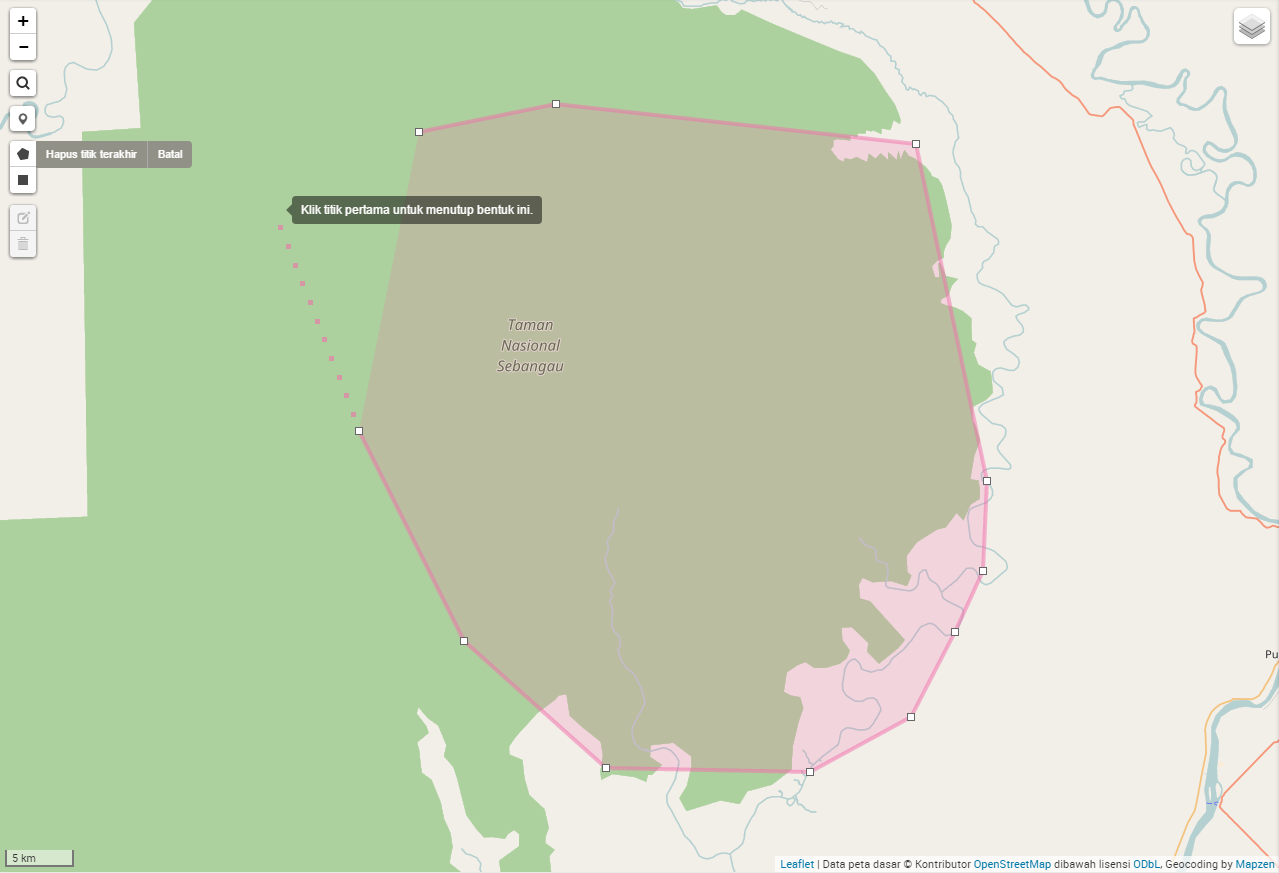 +
−
Hapus titik terakhir Batal
Klik titik pertama untuk menutup bentuk ini.
Taman
Nasional
Sebangau
Pu
5 km
Leaflet | Data peta dasar © Kontributor OpenStreetMap dibawah lisensi ODbL, Geocoding by Mapzen